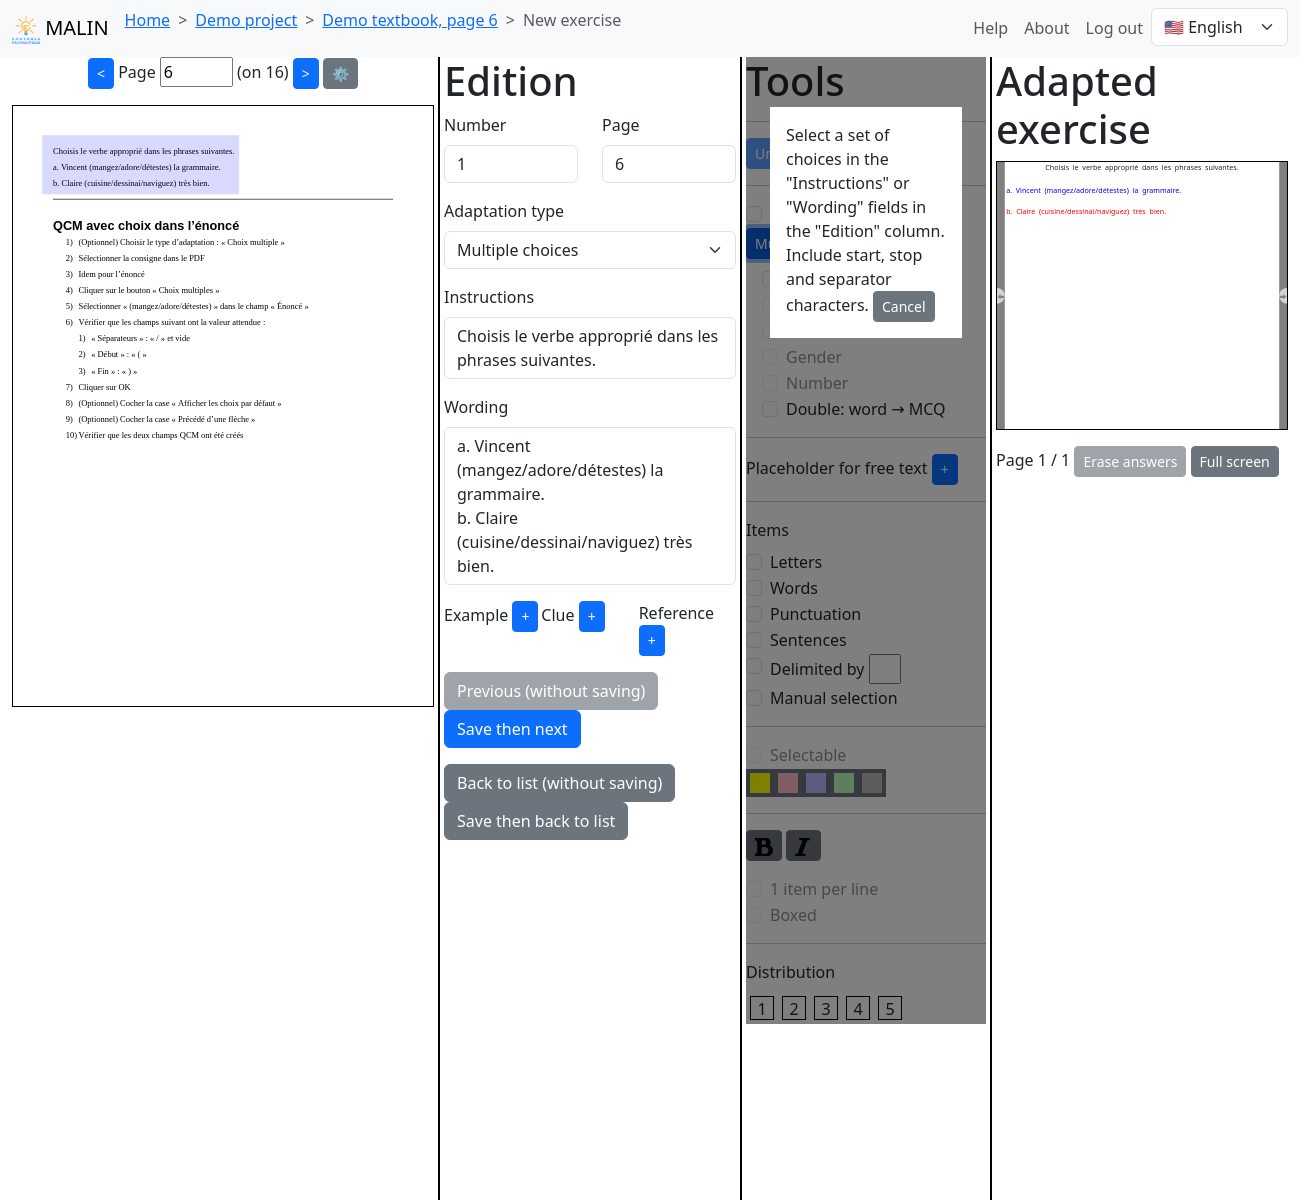 MALIN
Home > Demo project > Demo textbook, page 6 > New exercise
Help About Log out 🇺🇸 English
< Page 6 (on 16) > ⚙️
Choisis le verbe approprié dans les phrases suivantes.
a. Vincent (mangez/adore/détestes) la grammaire.
b. Claire (cuisine/dessinai/naviguez) très bien.
QCM avec choix dans l’énoncé
1) (Optionnel) Choisir le type d’adaptation : « Choix multiple »
2) Sélectionner la consigne dans le PDF
3) Idem pour l’énoncé
4) Cliquer sur le bouton « Choix multiples »
5) Sélectionner « (mangez/adore/détestes) » dans le champ « Énoncé »
6) Vérifier que les champs suivant ont la valeur attendue :
1) « Séparateurs » : « / » et vide
2) « Début » : « ( »
3) « Fin » : « ) »
7) Cliquer sur OK
8) (Optionnel) Cocher la case « Afficher les choix par défaut »
9) (Optionnel) Cocher la case « Précédé d’une flèche »
10) Vérifier que les deux champs QCM ont été créés
Edition
Number Page
1 6
Adaptation type
Multiple choices
Instructions
Choisis le verbe approprié dans les
phrases suivantes.
Wording
a. Vincent
(mangez/adore/détestes) la
grammaire.
b. Claire
(cuisine/dessinai/naviguez) très
bien.
Example + Clue + Reference
+
Previous (without saving)
Save then next
Back to list (without saving)
Save then back to list
Tools
Select a set of
choices in the
"Instructions" or
"Wording" fields in
the "Edition" column.
Include start, stop
and separator
characters. Cancel
Gender
Number
Double: word → MCQ
Placeholder for free text +
Items
Letters
Words
Punctuation
Sentences
Delimited by
Manual selection
Selectable
B I
1 item per line
Boxed
Distribution
1 2 3 4 5
Adapted
exercise
Choisis le verbe approprié dans les phrases suivantes.
a. Vincent (mangez/adore/détestes) la grammaire.
b. Claire (cuisine/dessinai/naviguez) très bien.
Page 1 / 1 Erase answers Full screen